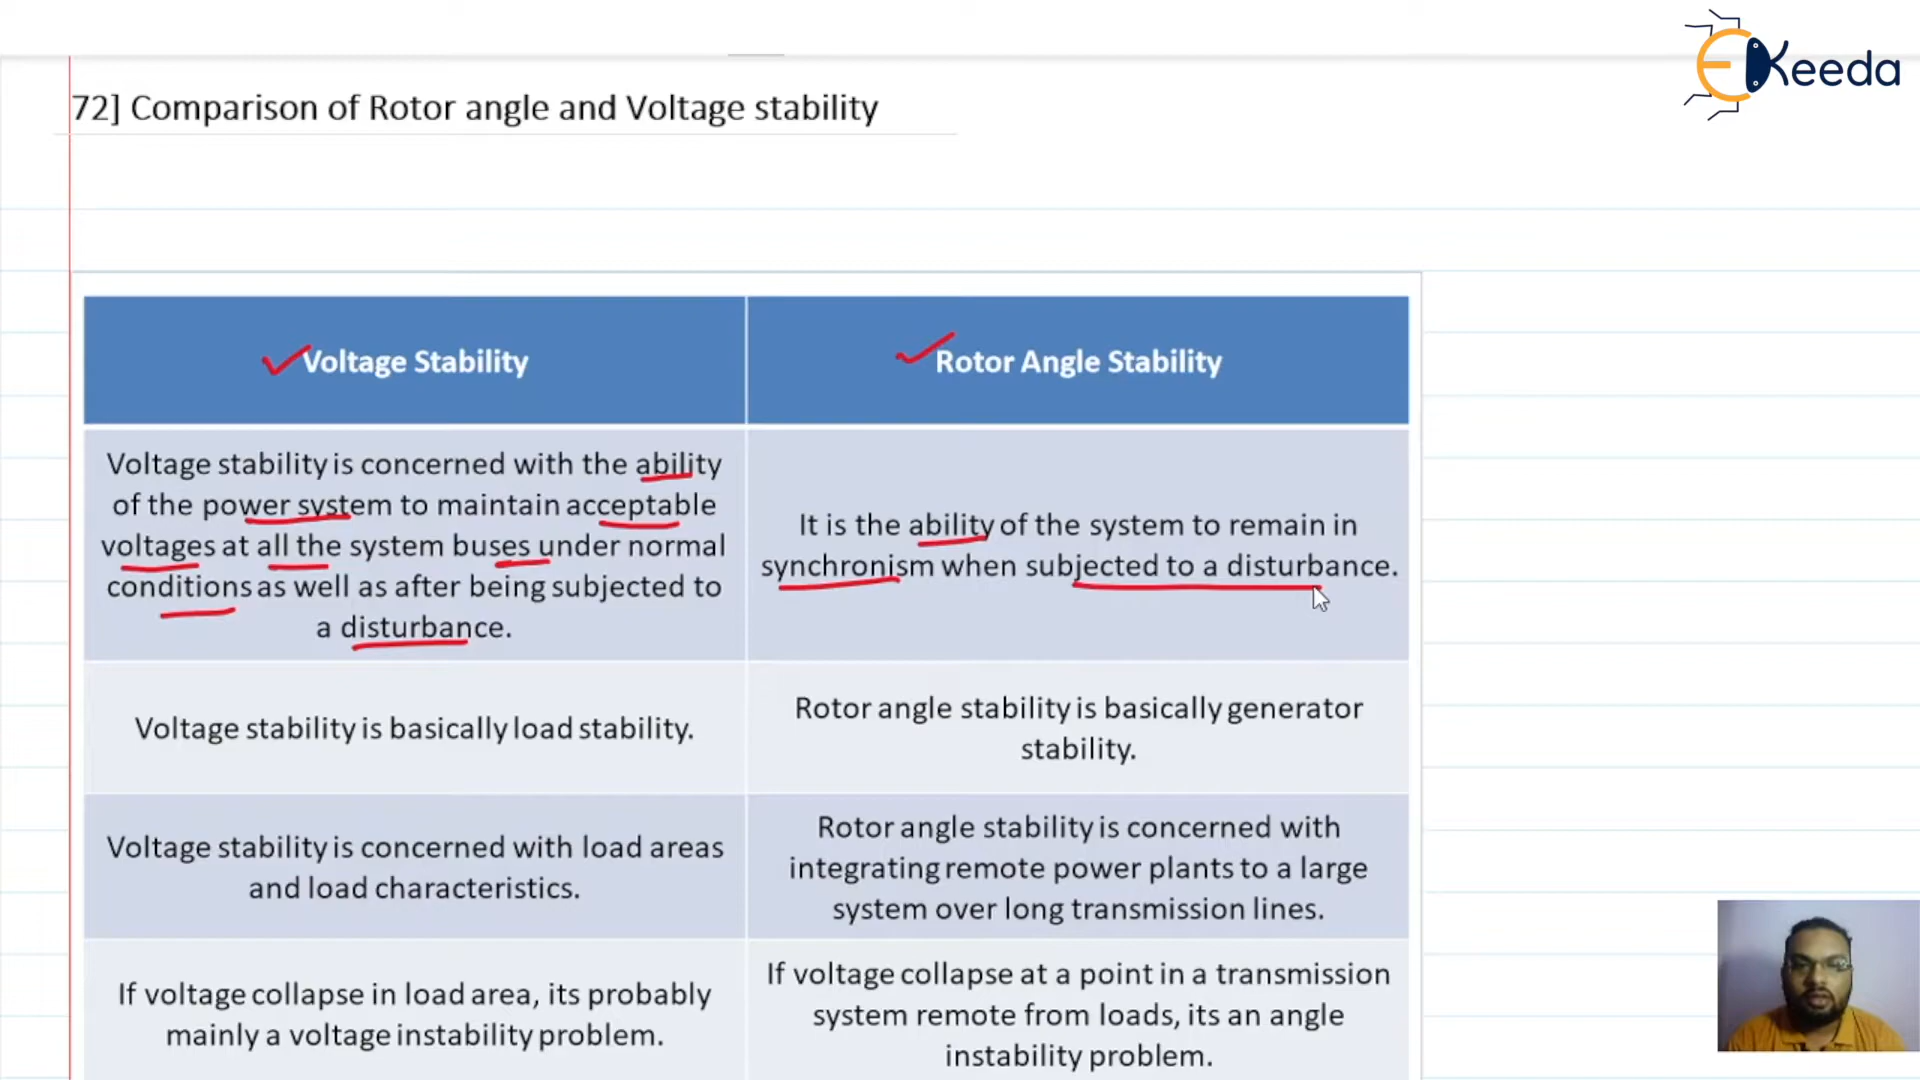 EKeeda
72] Comparison of Rotor angle and Voltage stability
Voltage Stability
Rotor Angle Stability
Voltage stability is concerned with the ability
of the power system to maintain acceptable
voltages at all the system buses under normal
conditions as well as after being subjected to
a disturbance.
It is the ability of the system to remain in
synchronism when subjected to a disturbance.
Voltage stability is basically load stability.
Rotor angle stability is basically generator
stability.
Voltage stability is concerned with load areas
and load characteristics.
Rotor angle stability is concerned with
integrating remote power plants to a large
system over long transmission lines.
If voltage collapse in load area, its probably
mainly a voltage instability problem.
If voltage collapse at a point in a transmission
system remote from loads, its an angle
instability problem.